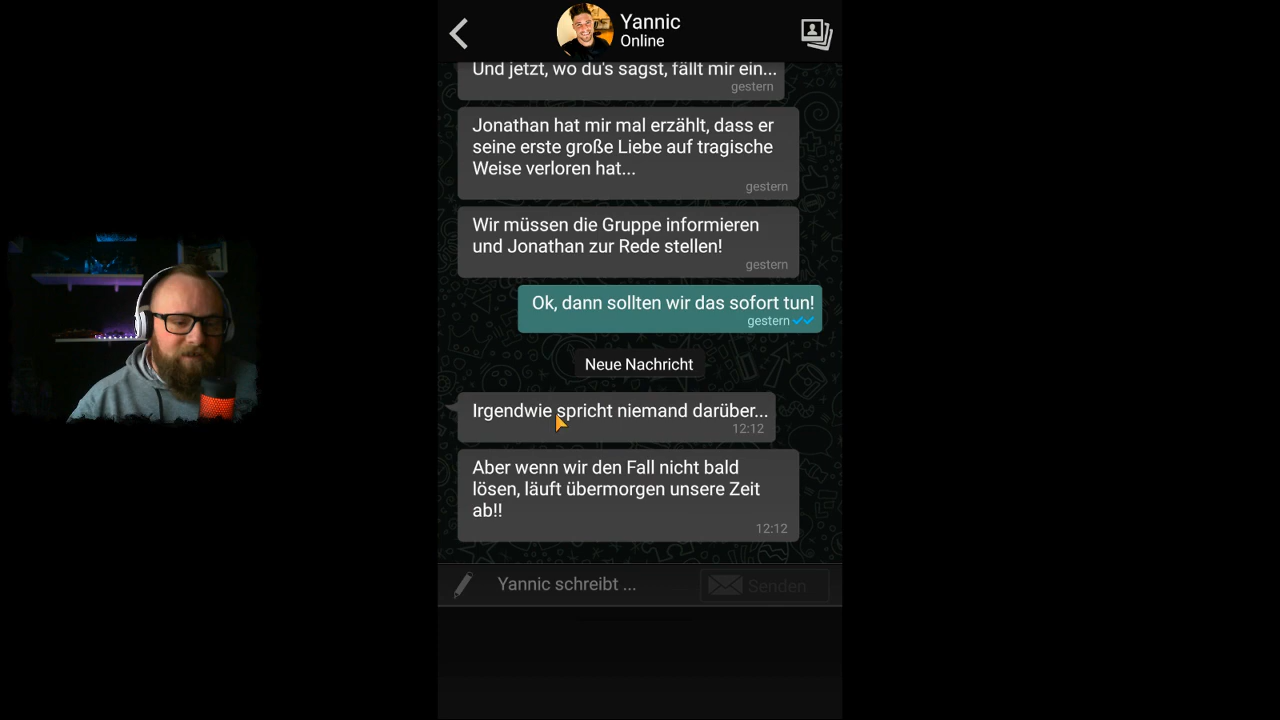 Yannic
Online
Und jetzt, wo du's sagst, fällt mir ein...
gestern
Jonathan hat mir mal erzählt, dass er
seine erste große Liebe auf tragische
Weise verloren hat...
gestern
Wir müssen die Gruppe informieren
und Jonathan zur Rede stellen!
gestern
Ok, dann sollten wir das sofort tun!
gestern
Neue Nachricht
Irgendwie spricht niemand darüber...
12:12
Aber wenn wir den Fall nicht bald
lösen, läuft übermorgen unsere Zeit
ab!!
12:12
Yannic schreibt ...
Senden